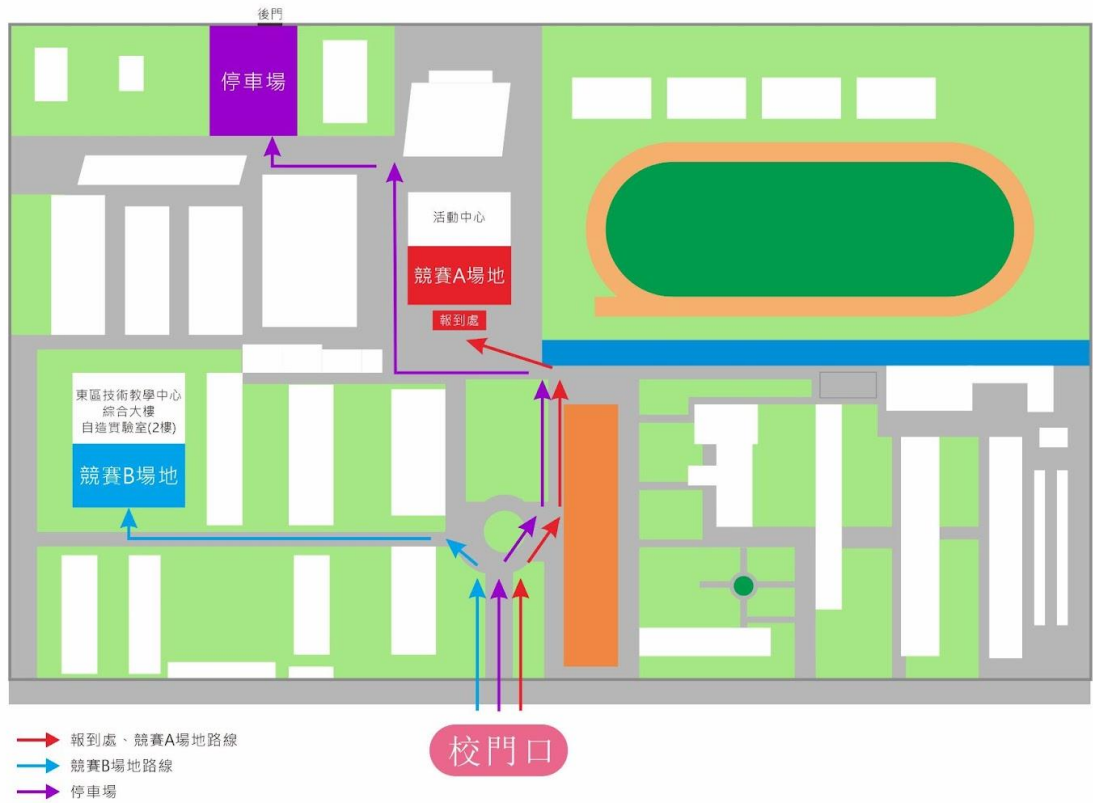 後門
停車場
活動中心
競賽A場地
報到處
東區技術教學中心
綜合大樓
自造實驗室(2樓)
競賽B場地
校門口
報到處、競賽A場地路線
競賽B場地路線
停車場